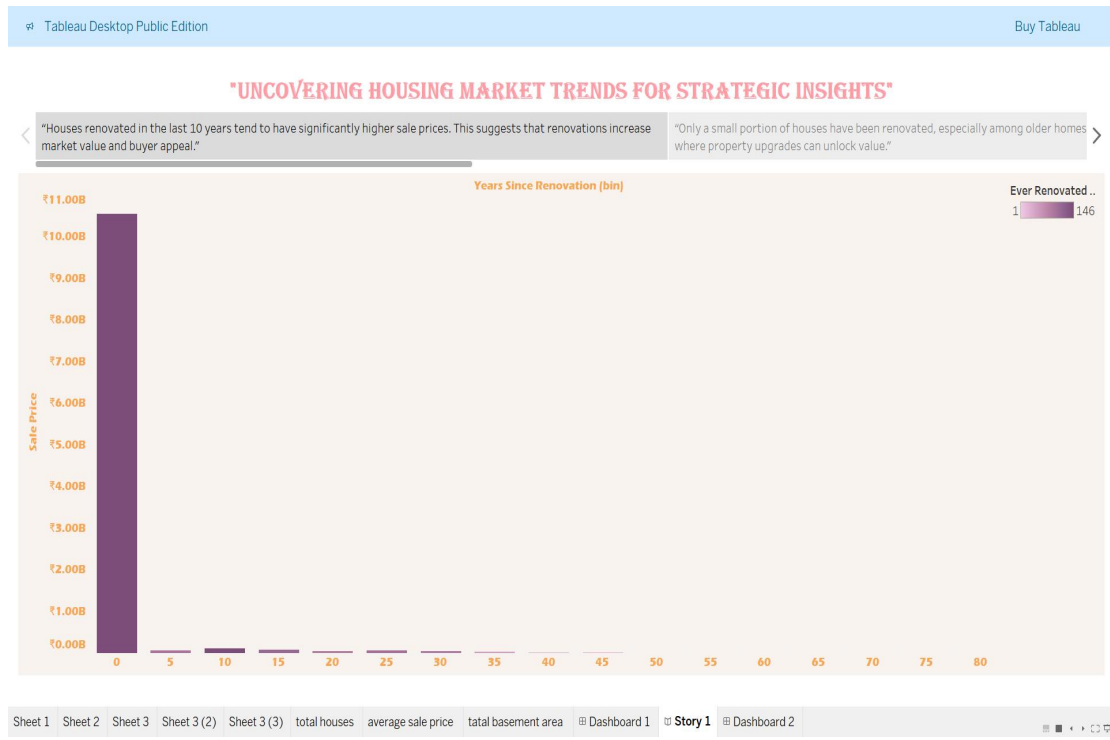 Tableau Desktop Public Edition
Buy Tableau
"UNCOVERING HOUSING MARKET TRENDS FOR STRATEGIC INSIGHTS"
“Houses renovated in the last 10 years tend to have significantly higher sale prices. This suggests that renovations increase
market value and buyer appeal.”
“Only a small portion of houses have been renovated, especially among older homes
where property upgrades can unlock value.”
Years Since Renovation (bin)
Ever Renovated ..
1 146
Sale Price
₹11.00B
₹10.00B
₹9.00B
₹8.00B
₹7.00B
₹6.00B
₹5.00B
₹4.00B
₹3.00B
₹2.00B
₹1.00B
₹0.00B
0 5 10 15 20 25 30 35 40 45 50 55 60 65 70 75 80
Sheet 1 Sheet 2 Sheet 3 Sheet 3 (2) Sheet 3 (3) total houses average sale price tatal basement area Dashboard 1 Story 1 Dashboard 2